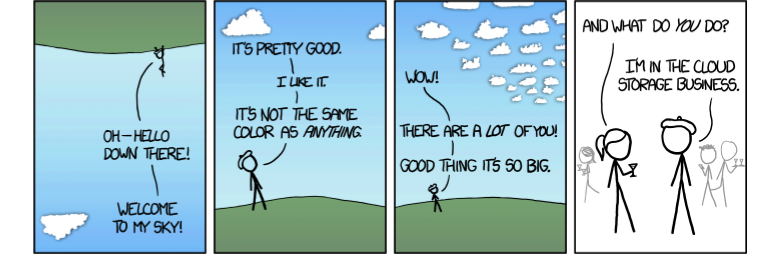 OH—HELLO
DOWN THERE!
WELCOME
TO MY SKY!
IT'S PRETTY GOOD.
I LIKE IT.
IT'S NOT THE SAME
COLOR AS ANYTHING.
WOW!
THERE ARE A LOT OF YOU!
GOOD THING IT'S SO BIG.
AND WHAT DO YOU DO?
I'M IN THE CLOUD
STORAGE BUSINESS.